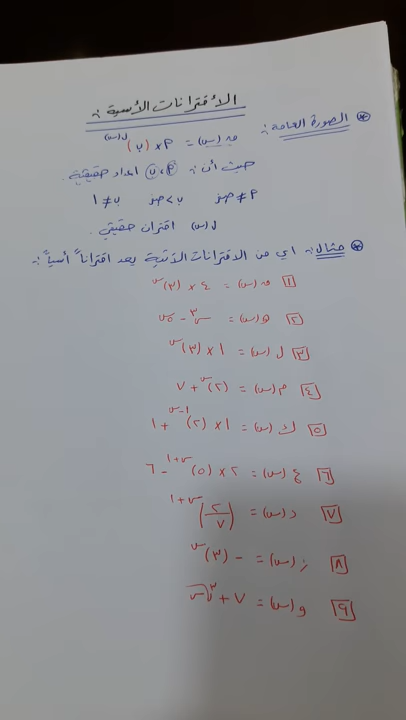 الاقترانات الأسية :-
* الصورة العامة :- ق(س) = P × (ب)^ل(س)
حيث أن :- P ، ب اعداد حقيقية .
P ≠ صفر ب > صفر ب ≠ ١
ل(س) اقتران حقيقي .
* مثال :- اي من الاقترانات الآتية يعد اقتراناً أسياً :-
١ ق(س) = ٤ × (٣)^س
٢ هـ(س) = س^٣ - ٥س
٣ ل(س) = ١ × (٣)^س
٤ م(س) = (٢)^س + ٧
٥ ك(س) = ١ × (٢)^١-س + ١
٦ ع(س) = ٢ × (٥)^س+١ - ٦
٧ د(س) = (٢/٧)^س+١
٨ ز(س) = - (٣)^س
٩ و(س) = ٧ + ∛س